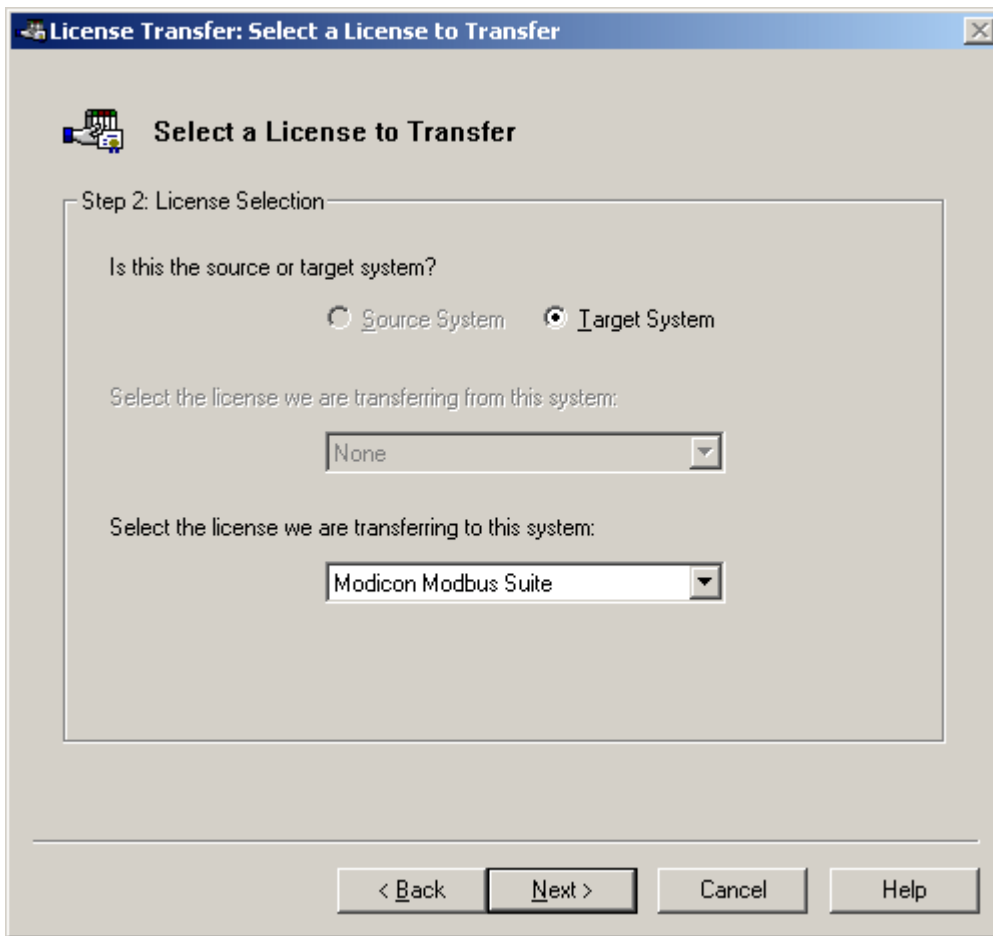 License Transfer: Select a License to Transfer
Select a License to Transfer
Step 2: License Selection
Is this the source or target system?
Source System Target System
Select the license we are transferring from this system:
None
Select the license we are transferring to this system:
Modicon Modbus Suite
< Back Next > Cancel Help